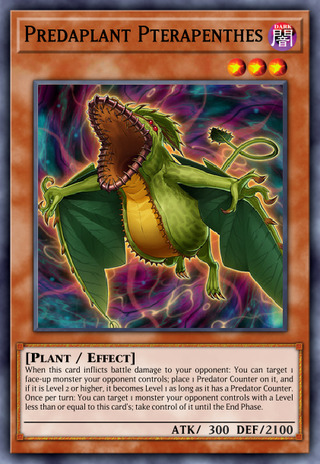 Predaplant Pterapenthes
DARK
闇
[Plant / Effect]
When this card inflicts battle damage to your opponent: You can target 1
face-up monster your opponent controls; place 1 Predator Counter on it, and
if it is Level 2 or higher, it becomes Level 1 as long as it has a Predator Counter.
Once per turn: You can target 1 monster your opponent controls with a Level
less than or equal to this card's; take control of it until the End Phase.
ATK/ 300 DEF/2100